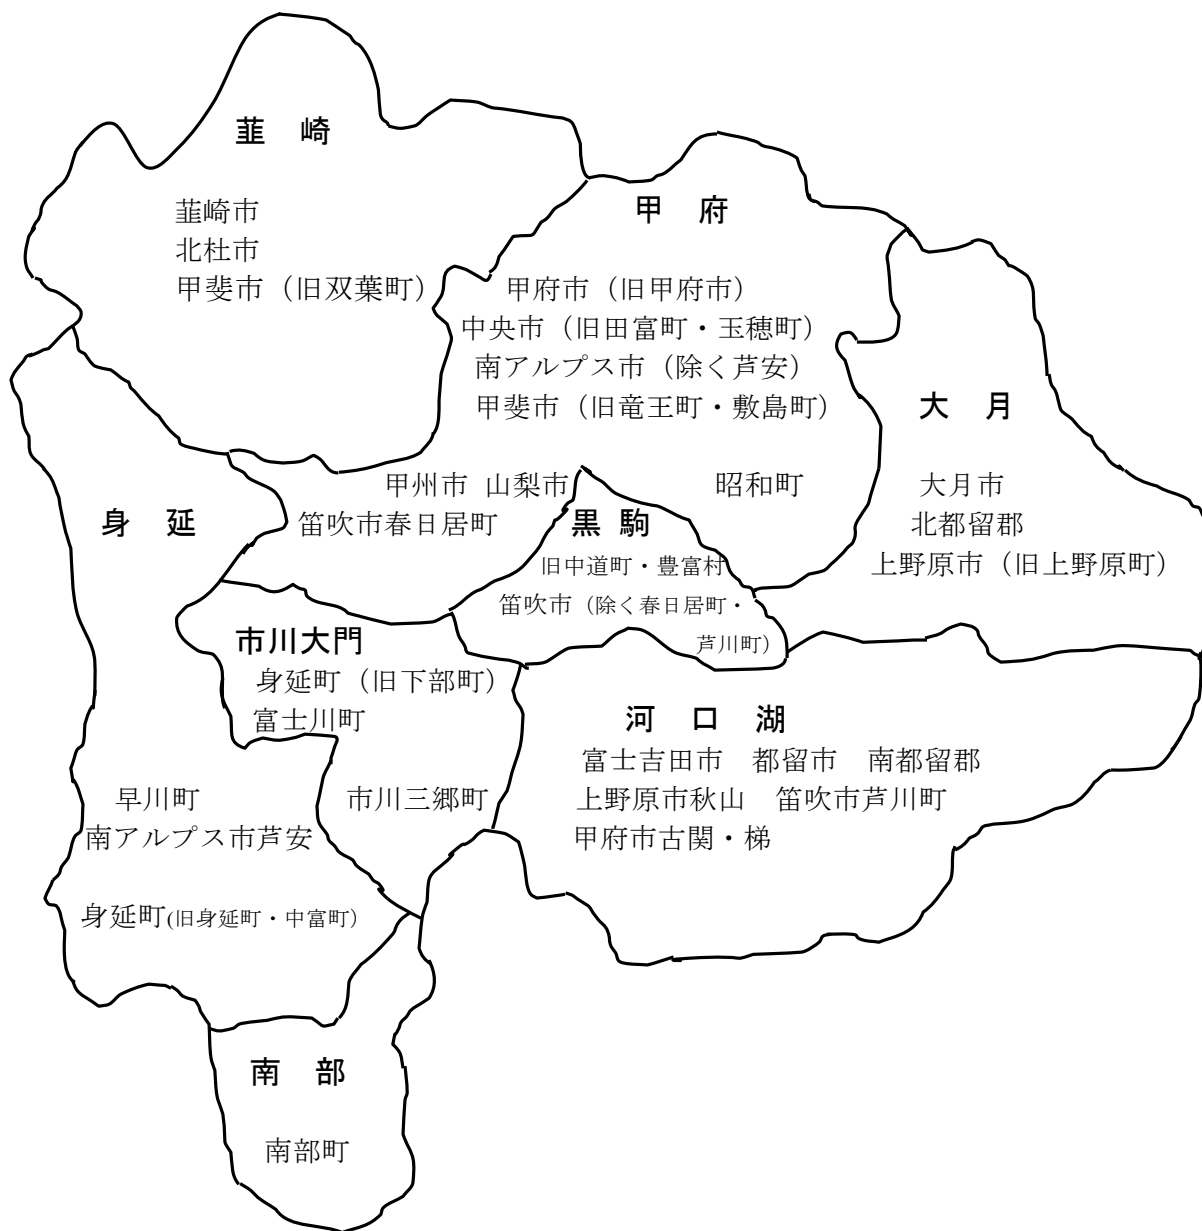 韮　崎
韮崎市
北杜市
甲斐市（旧双葉町）
甲　府
甲府市（旧甲府市）
中央市（旧田富町・玉穂町）
南アルプス市（除く芦安）
甲斐市（旧竜王町・敷島町）
甲州市 山梨市
昭和町
笛吹市春日居町
大　月
大月市
北都留郡
上野原市（旧上野原町）
身　延
早川町
南アルプス市芦安
身延町(旧身延町・中富町）
黒 駒
旧中道町・豊富村
笛吹市（除く春日居町・
芦川町）
市川大門
身延町（旧下部町）
富士川町
市川三郷町
河　口　湖
富士吉田市　都留市　南都留郡
上野原市秋山　笛吹市芦川町
甲府市古関・梯
南　部
南部町